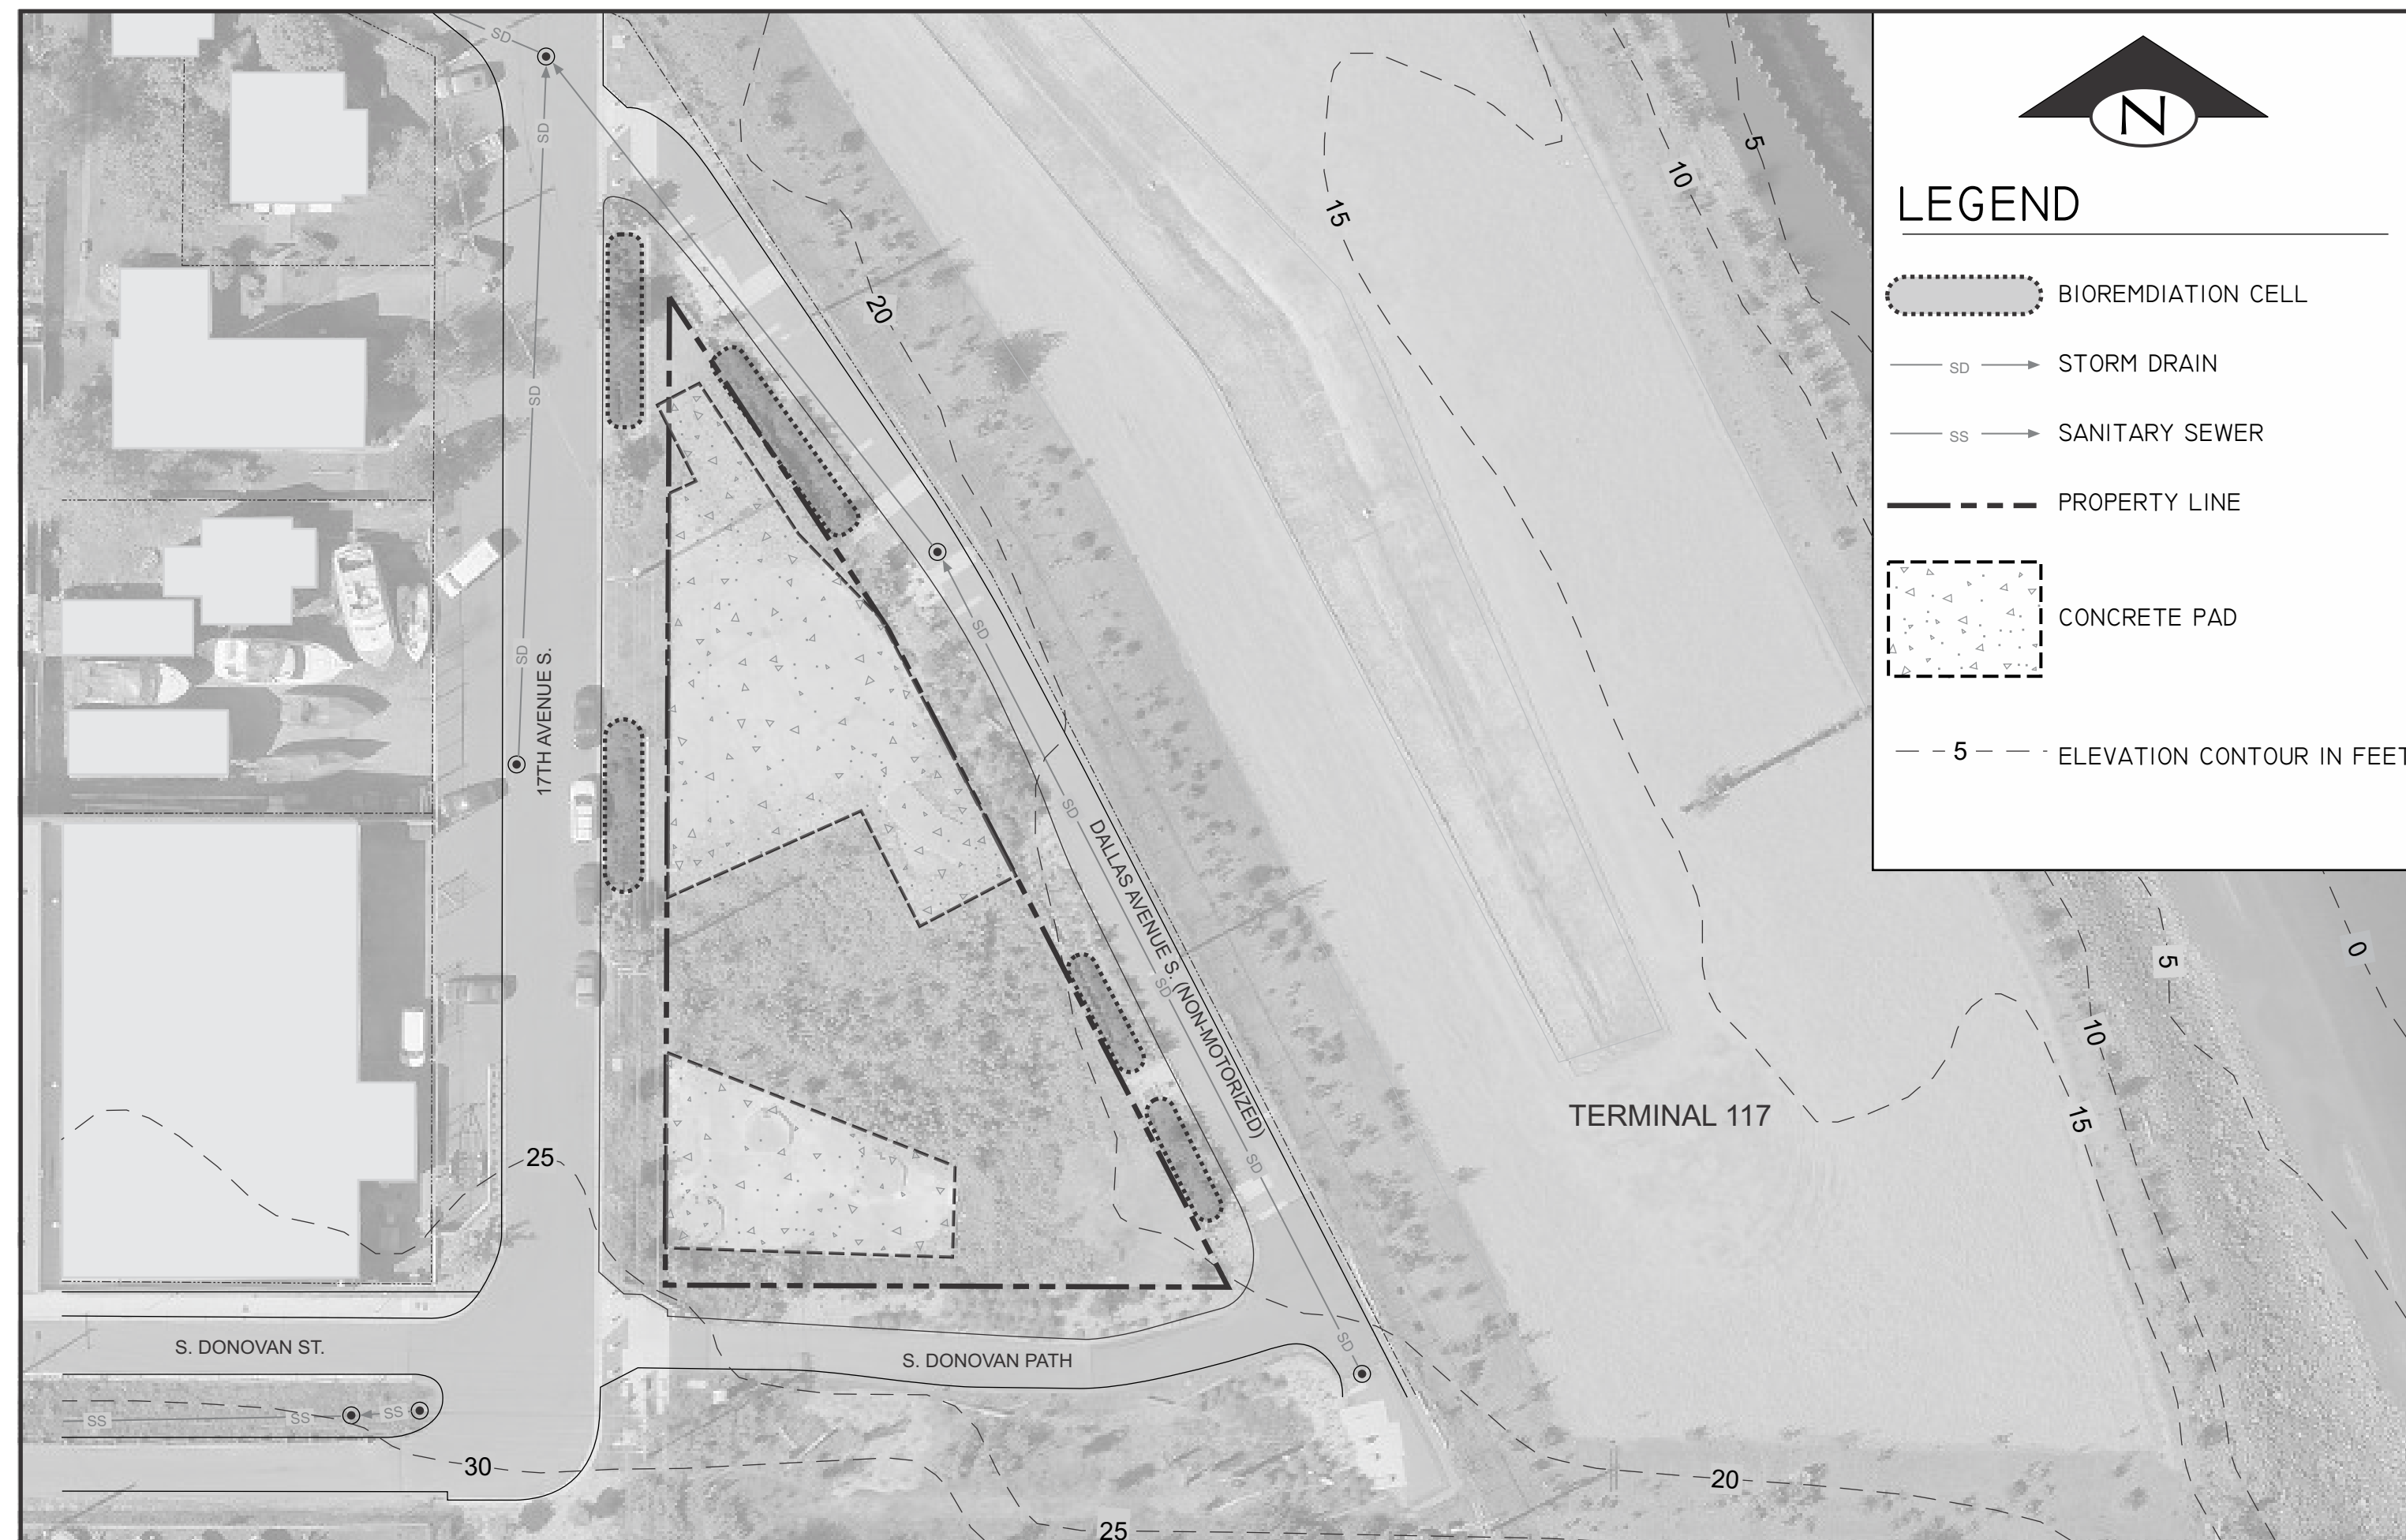 N
LEGEND
BIOREMDIATION CELL
SD
STORM DRAIN
SS
SANITARY SEWER
PROPERTY LINE
CONCRETE PAD
5
ELEVATION CONTOUR IN FEET
SD
SD
SD
SD
17TH AVENUE S.
SD
SD
DALLAS AVENUE S. (NON-MOTORIZED)
SD
SD
SD
20
15
10
5
0
5
10
15
TERMINAL 117
25
S. DONOVAN ST.
S. DONOVAN PATH
SS
SS
SS
30
20
25